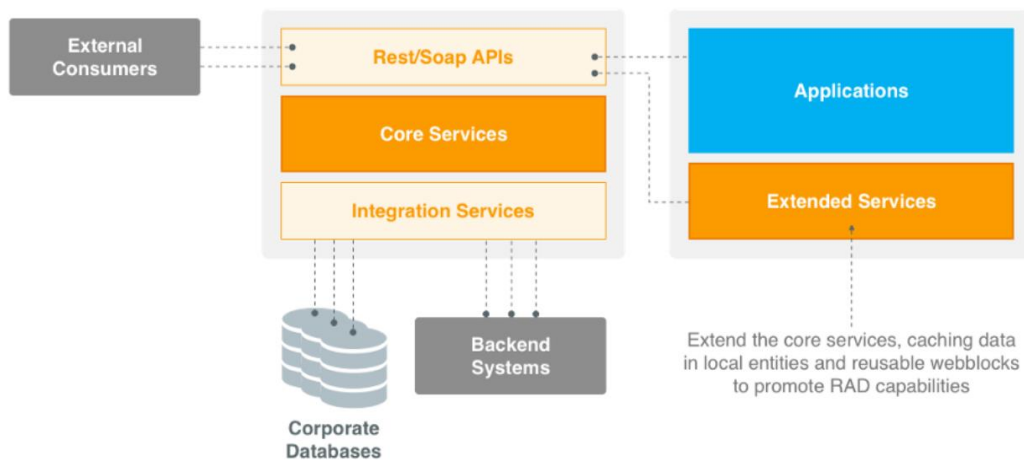 External
Consumers
Rest/Soap APIs
Core Services
Integration Services
Applications
Extended Services
Corporate
Databases
Backend
Systems
Extend the core services, caching data
in local entities and reusable webblocks
to promote RAD capabilities